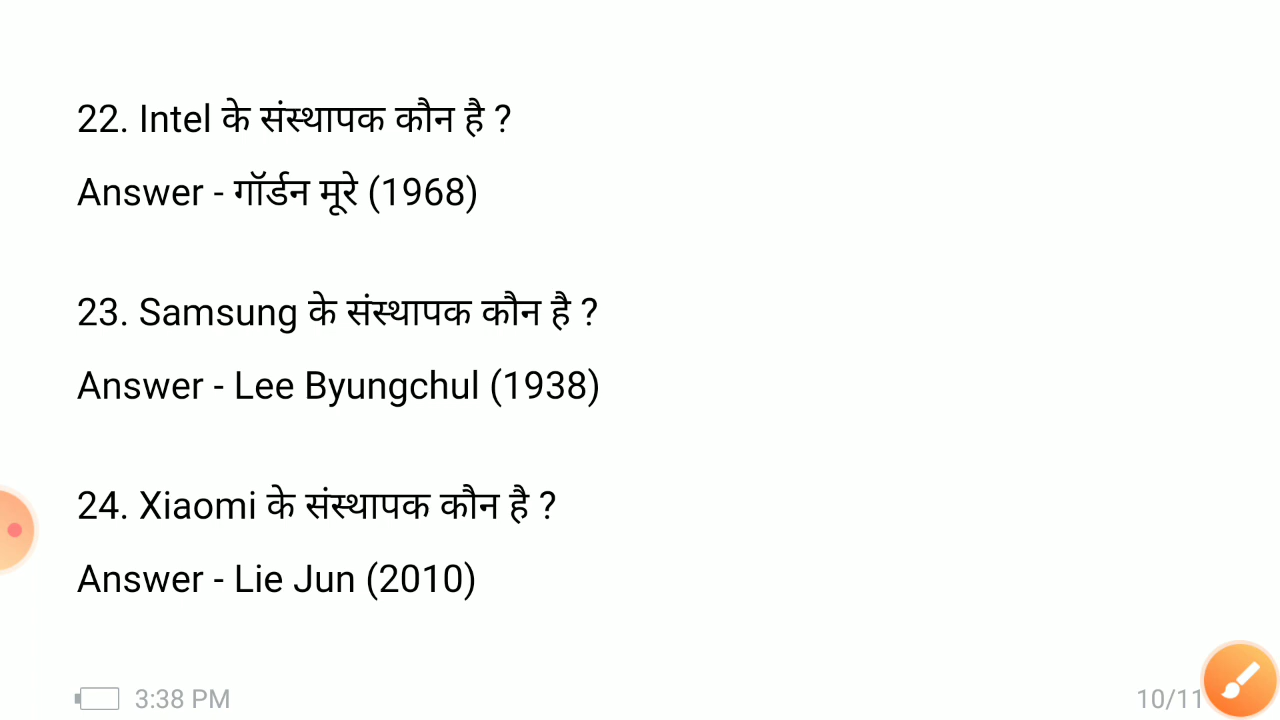 22. Intel के संस्थापक कौन है ?
Answer - गॉर्डन मूरे (1968)
23. Samsung के संस्थापक कौन है ?
Answer - Lee Byungchul (1938)
24. Xiaomi के संस्थापक कौन है ?
Answer - Lie Jun (2010)
3:38 PM
10/11